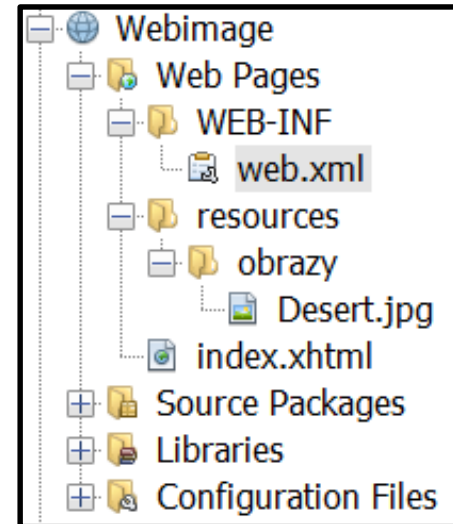 Webimage
Web Pages
WEB-INF
web.xml
resources
obrazy
Desert.jpg
index.xhtml
Source Packages
Libraries
Configuration Files